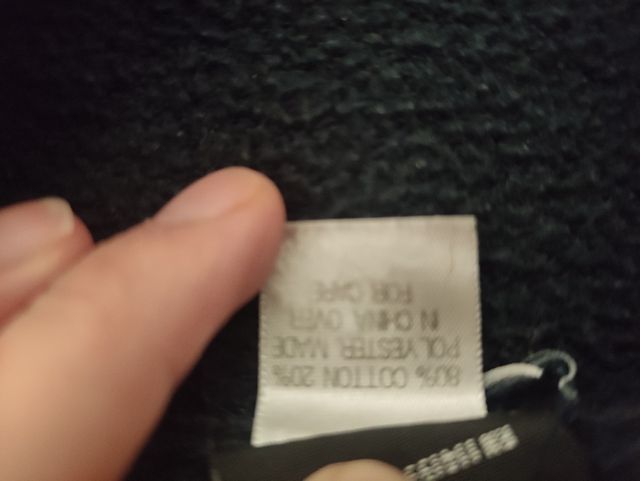 80% COTTON 20%
POLYESTER MADE
IN CHINA OVER
FOR CARE